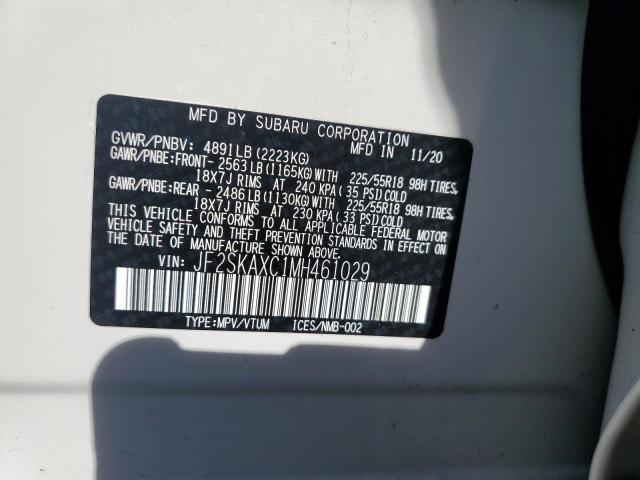 MFD BY SUBARU CORPORATION
MFD IN 11/20
GVWR/PNBV: 4891LB(2223KG)
GAWR/PNBE:FRONT- 2563LB(1165KG)WITH 225/55R18 98H TIRES,
18X7J RIMS AT 240 KPA(35 PSI)COLD
GAWR/PNBE:REAR - 2486LB(1130KG)WITH 225/55R18 98H TIRES,
18X7J RIMS AT 230 KPA(33 PSI)COLD
THIS VEHICLE CONFORMS TO ALL APPLICABLE FEDERAL MOTOR
VEHICLE SAFETY AND THEFT PREVENTION STANDARDS IN EFFECT ON
THE DATE OF MANUFACTURE SHOWN ABOVE.
VIN: JF2SKAXC1MH461029
TYPE:MPV/VTUM ICES/NMB-002